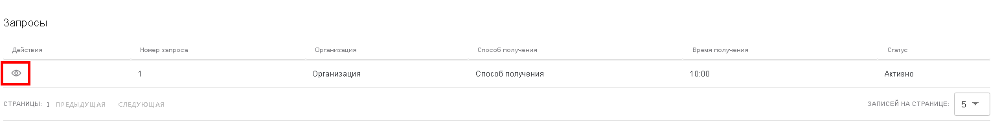 Запросы
Действия Номер запроса Организация Способ получения Время получения Статус
1 Организация Способ получения 10:00 Активно
СТРАНИЦЫ: 1 ПРЕДЫДУЩАЯ СЛЕДУЮЩАЯ ЗАПИСЕЙ НА СТРАНИЦЕ: 5